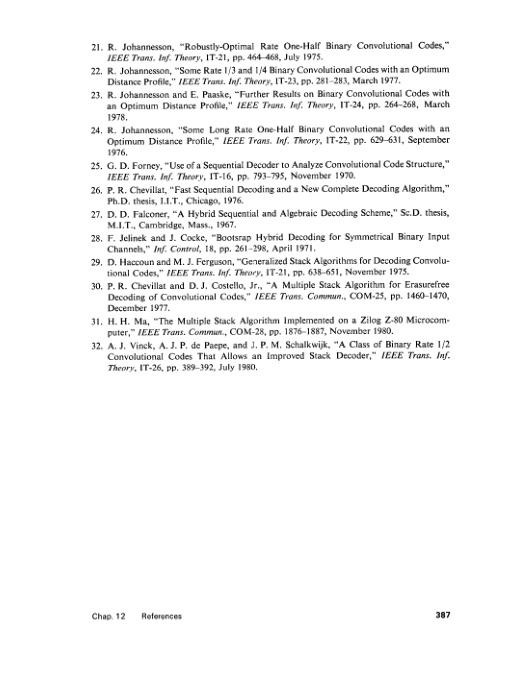 21. R. Johannesson, "Robustly-Optimal Rate One-Half Binary Convolutional Codes,"
IEEE Trans. Inf. Theory, IT-21, pp. 464–468, July 1975.
22. R. Johannesson, "Some Rate 1/3 and 1/4 Binary Convolutional Codes with an Optimum
Distance Profile," IEEE Trans. Inf. Theory, IT-23, pp. 281–283, March 1977.
23. R. Johannesson and E. Paaske, "Further Results on Binary Convolutional Codes with
an Optimum Distance Profile," IEEE Trans. Inf. Theory, IT-24, pp. 264–268, March
1978.
24. R. Johannesson, "Some Long Rate One-Half Binary Convolutional Codes with an
Optimum Distance Profile," IEEE Trans. Inf. Theory, IT-22, pp. 629–631, September
1976.
25. G. D. Forney, "Use of a Sequential Decoder to Analyze Convolutional Code Structure,"
IEEE Trans. Inf. Theory, IT-16, pp. 793–795, November 1970.
26. P. R. Chevillat, "Fast Sequential Decoding and a New Complete Decoding Algorithm,"
Ph.D. thesis, I.I.T., Chicago, 1976.
27. D. D. Falconer, "A Hybrid Sequential and Algebraic Decoding Scheme," Sc.D. thesis,
M.I.T., Cambridge, Mass., 1967.
28. F. Jelinek and J. Cocke, "Bootsrap Hybrid Decoding for Symmetrical Binary Input
Channels," Inf. Control, 18, pp. 261–298, April 1971.
29. D. Haccoun and M. J. Ferguson, "Generalized Stack Algorithms for Decoding Convolu-
tional Codes," IEEE Trans. Inf. Theory, IT-21, pp. 638–651, November 1975.
30. P. R. Chevillat and D. J. Costello, Jr., "A Multiple Stack Algorithm for Erasurefree
Decoding of Convolutional Codes," IEEE Trans. Commun., COM-25, pp. 1460–1470,
December 1977.
31. H. H. Ma, "The Multiple Stack Algorithm Implemented on a Zilog Z-80 Microcom-
puter," IEEE Trans. Commun., COM-28, pp. 1876–1887, November 1980.
32. A. J. Vinck, A. J. P. de Paepe, and J. P. M. Schalkwijk, "A Class of Binary Rate 1/2
Convolutional Codes That Allows an Improved Stack Decoder," IEEE Trans. Inf.
Theory, IT-26, pp. 389–392, July 1980.
Chap. 12 References 387